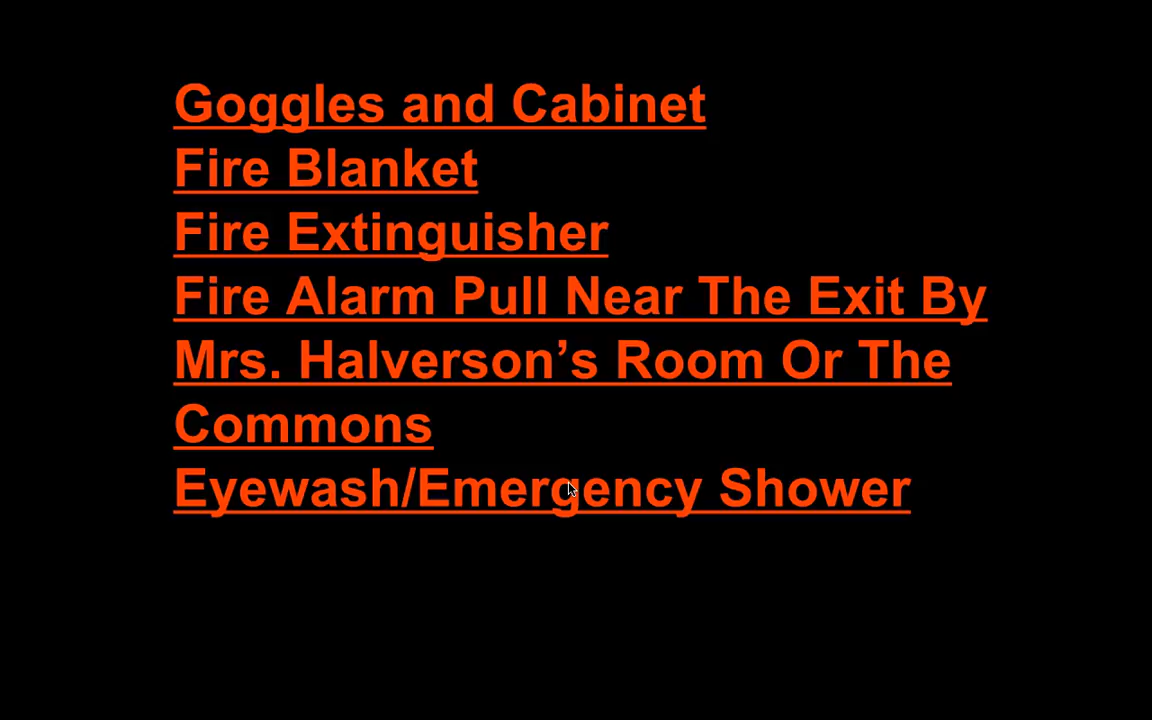 Goggles and Cabinet
Fire Blanket
Fire Extinguisher
Fire Alarm Pull Near The Exit By
Mrs. Halverson’s Room Or The
Commons
Eyewash/Emergency Shower